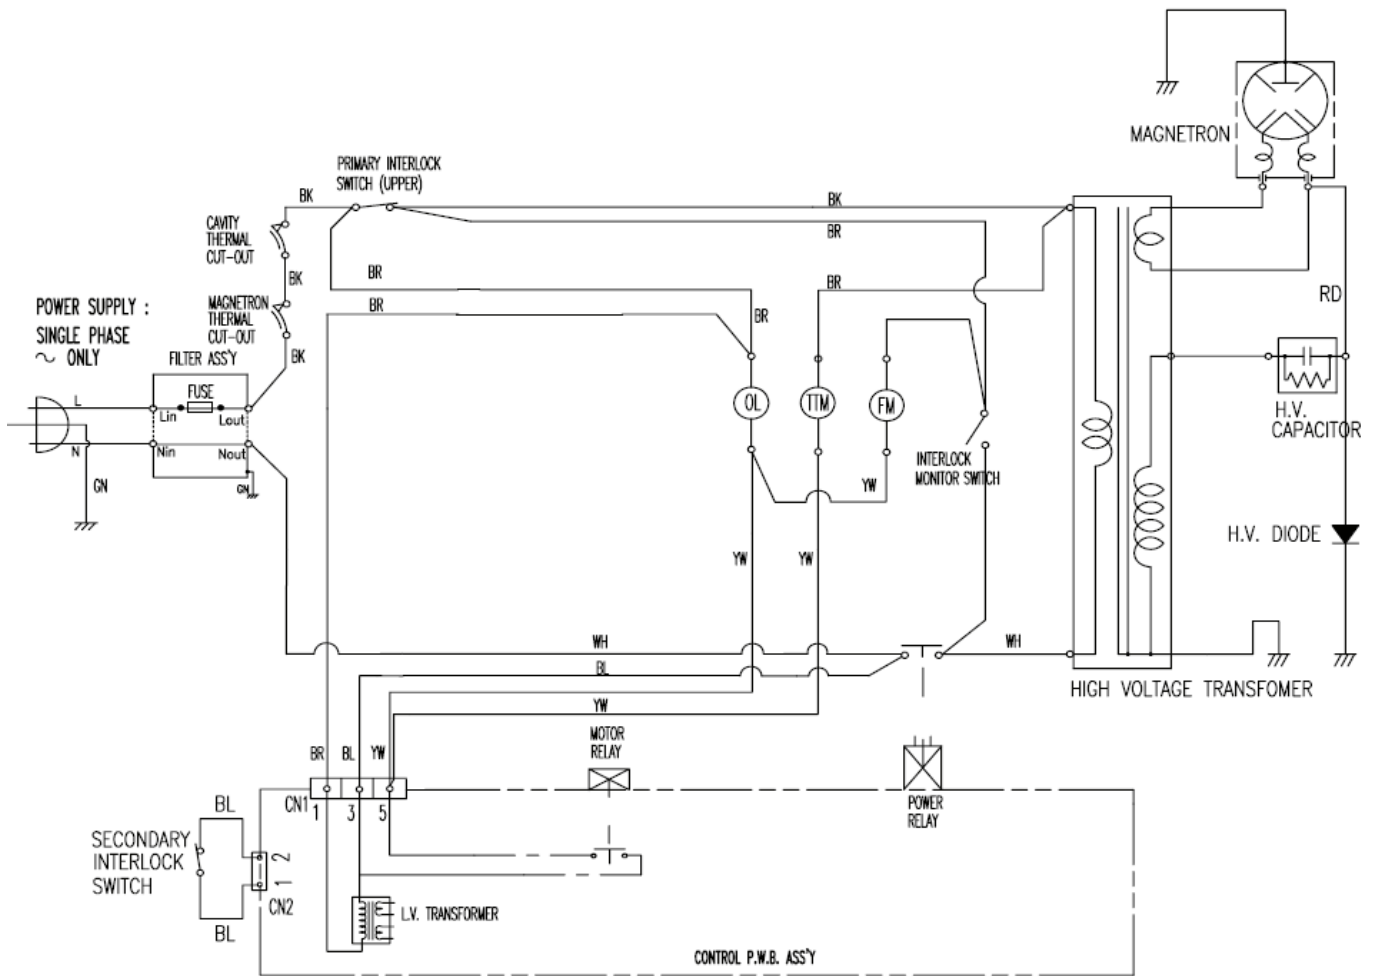 MAGNETRON
PRIMARY INTERLOCK
SWITCH (UPPER)
BK
BK
BR
CAVITY
THERMAL
CUT-OUT
BK
BR
BR
RD
POWER SUPPLY :
SINGLE PHASE
~ ONLY
MAGNETRON
THERMAL
CUT-OUT
BR
BR
BK
FILTER ASS'Y
FUSE
L
Lin
Lout
N
Nin
Nout
GN
GN
OL
TTM
FM
H.V.
CAPACITOR
INTERLOCK
MONITOR SWITCH
YW
H.V. DIODE
YW
YW
WH
WH
BL
HIGH VOLTAGE TRANSFOMER
YW
MOTOR
RELAY
BR
BL
YW
CN1
1
3
5
POWER
RELAY
BL
SECONDARY
INTERLOCK
SWITCH
2
1
CN2
BL
L.V. TRANSFORMER
CONTROL P.W.B. ASS'Y